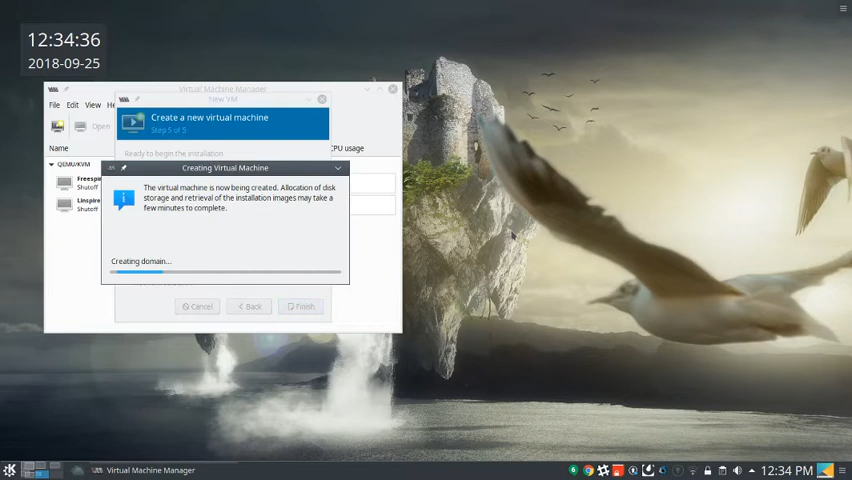 12:34:36
2018-09-25
Virtual Machine Manager
New VM
File Edit View He
Create a new virtual machine
Step 5 of 5
Open
Name
CPU usage
Ready to begin the installation
QEMU/KVM
Creating Virtual Machine
Freespi
Shutoff
Linspire
Shutoff
The virtual machine is now being created. Allocation of disk
storage and retrieval of the installation images may take a
few minutes to complete.
Creating domain...
Cancel
Back
Finish
Virtual Machine Manager
12:34 PM